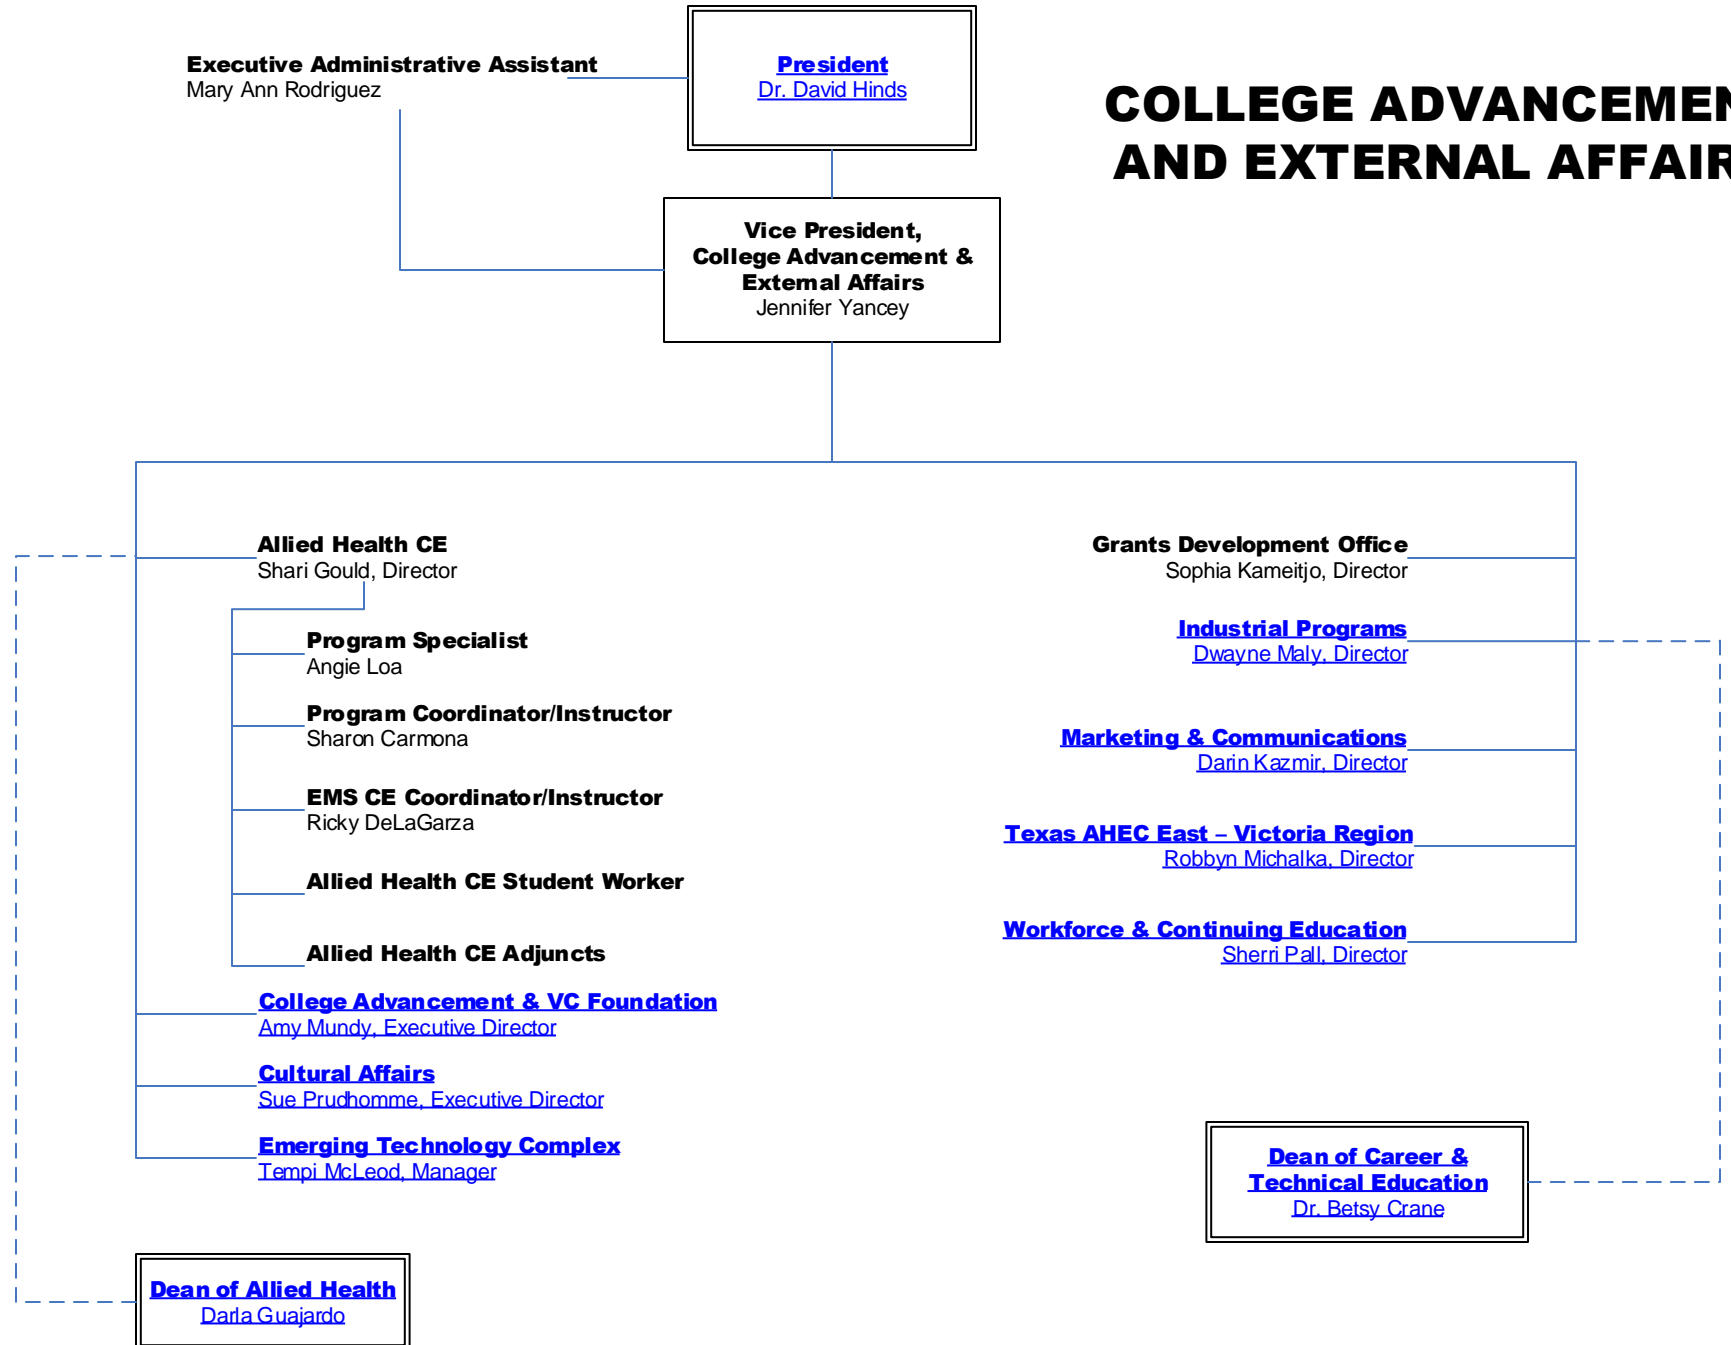 Executive Administrative Assistant
Mary Ann Rodriguez
President
Dr. David Hinds
COLLEGE ADVANCEMEN
AND EXTERNAL AFFAIR
Vice President,
College Advancement &
External Affairs
Jennifer Yancey
Allied Health CE
Shari Gould, Director
Program Specialist
Angie Loa
Program Coordinator/Instructor
Sharon Carmona
EMS CE Coordinator/Instructor
Ricky DeLaGarza
Allied Health CE Student Worker
Allied Health CE Adjuncts
College Advancement & VC Foundation
Amy Mundy, Executive Director
Cultural Affairs
Sue Prudhomme, Executive Director
Emerging Technology Complex
Tempi McLeod, Manager
Grants Development Office
Sophia Kameitjo, Director
Industrial Programs
Dwayne Maly, Director
Marketing & Communications
Darin Kazmir, Director
Texas AHEC East – Victoria Region
Robbyn Michalka, Director
Workforce & Continuing Education
Sherri Pall, Director
Dean of Career &
Technical Education
Dr. Betsy Crane
Dean of Allied Health
Darla Guajardo